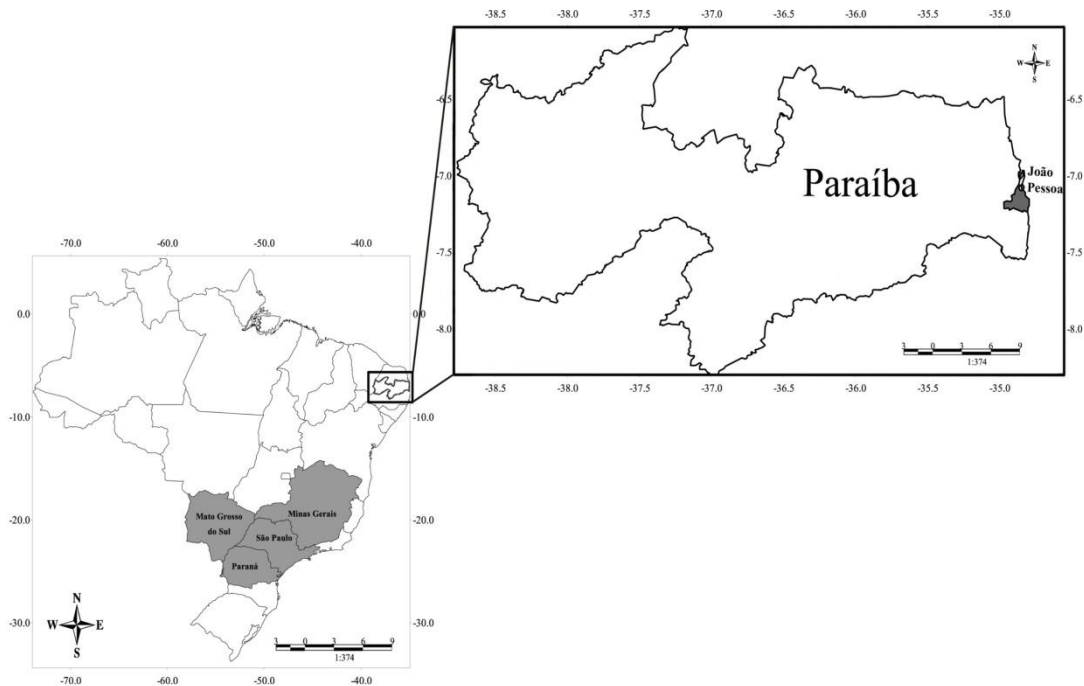 -38.5 -38.0 -37.5 -37.0 -36.5 -36.0 -35.5 -35.0
N
W E
S
-6.5 -6.5
João
-7.0 -7.0
Paraíba
Pessoa
-7.5 -7.5
-8.0 -8.0
3 0 3 6 9
1:374
-38.5 -38.0 -37.5 -37.0 -36.5 -36.0 -35.5 -35.0
-70.0 -60.0 -50.0 -40.0
0.0 0.0
-10.0 -10.0
Mato Grosso
do Sul
Minas Gerais
-20.0 -20.0
São Paulo
Paraná
N
W E
S
-30.0 -30.0
3 0 3 6 9
1:374
-70.0 -60.0 -50.0 -40.0